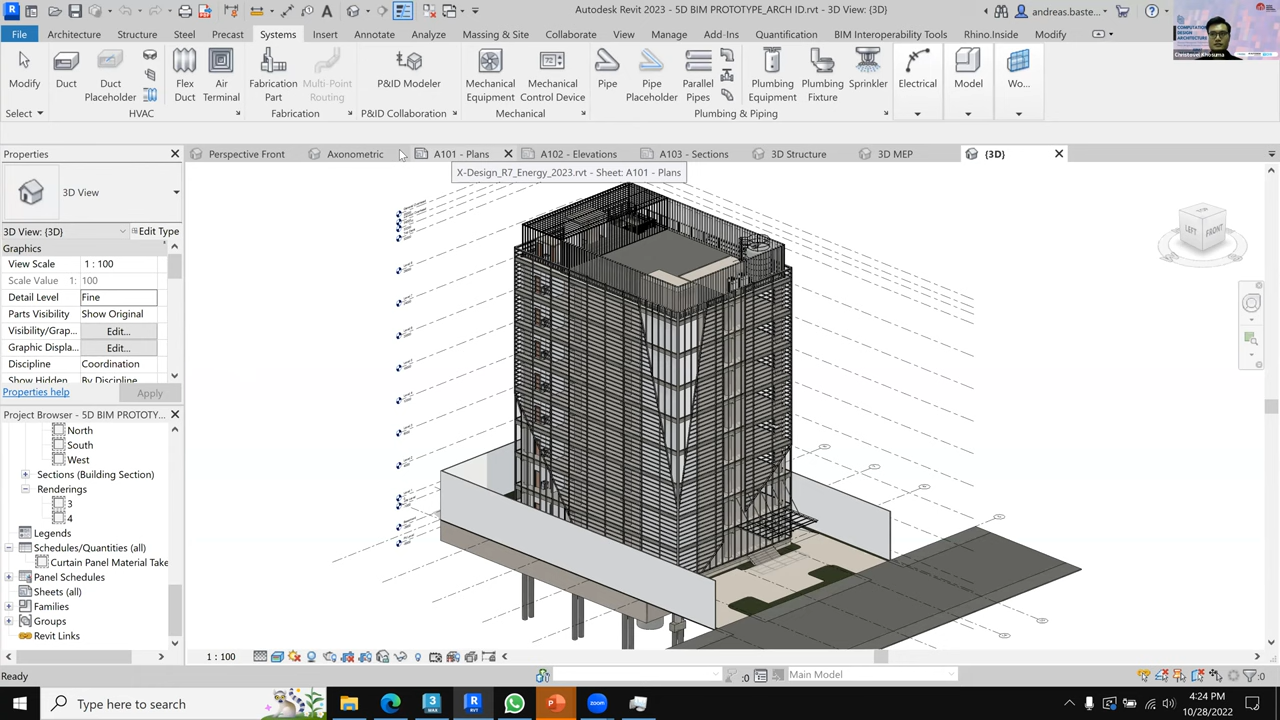 Autodesk Revit 2023 - 5D BIM PROTOTYPE_ARCH ID.rvt - 3D View: {3D}
andreas.baste...
File Architecture Structure Steel Precast Systems Insert Annotate Analyze Massing & Site Collaborate View Manage Add-Ins Quantification BIM Interoperability Tools Rhino.Inside Modify
COMPUTATION
DESIGN
ARCHITECTURE
Modify Duct Duct Placeholder Flex Duct Air Terminal Fabrication Part Multi-Point Routing P&ID Modeler Mechanical Equipment Mechanical Control Device Pipe Pipe Placeholder Parallel Pipes Plumbing Equipment Plumbing Fixture Sprinkler Electrical Model Wo...
Select HVAC Fabrication P&ID Collaboration Mechanical Plumbing & Piping
Properties
Perspective Front Axonometric A101 - Plans A102 - Elevations A103 - Sections 3D Structure 3D MEP {3D}
X-Design_R7_Energy_2023.rvt - Sheet: A101 - Plans
3D View
3D View: {3D} Edit Type
Graphics
View Scale 1 : 100
Scale Value 1: 100
Detail Level Fine
Parts Visibility Show Original
Visibility/Grap... Edit...
Graphic Displa... Edit...
Discipline Coordination
Show Hidden By Discipline
Properties help Apply
TOP
LEFT FRONT
Project Browser - 5D BIM PROTOTY...
North
South
West
Sections (Building Section)
Renderings
3
4
Legends
Schedules/Quantities (all)
Curtain Panel Material Take
Panel Schedules
Sheets (all)
Families
Groups
Revit Links
1 : 100
Ready
:0
Main Model
:0
Type here to search
4:24 PM
10/28/2022